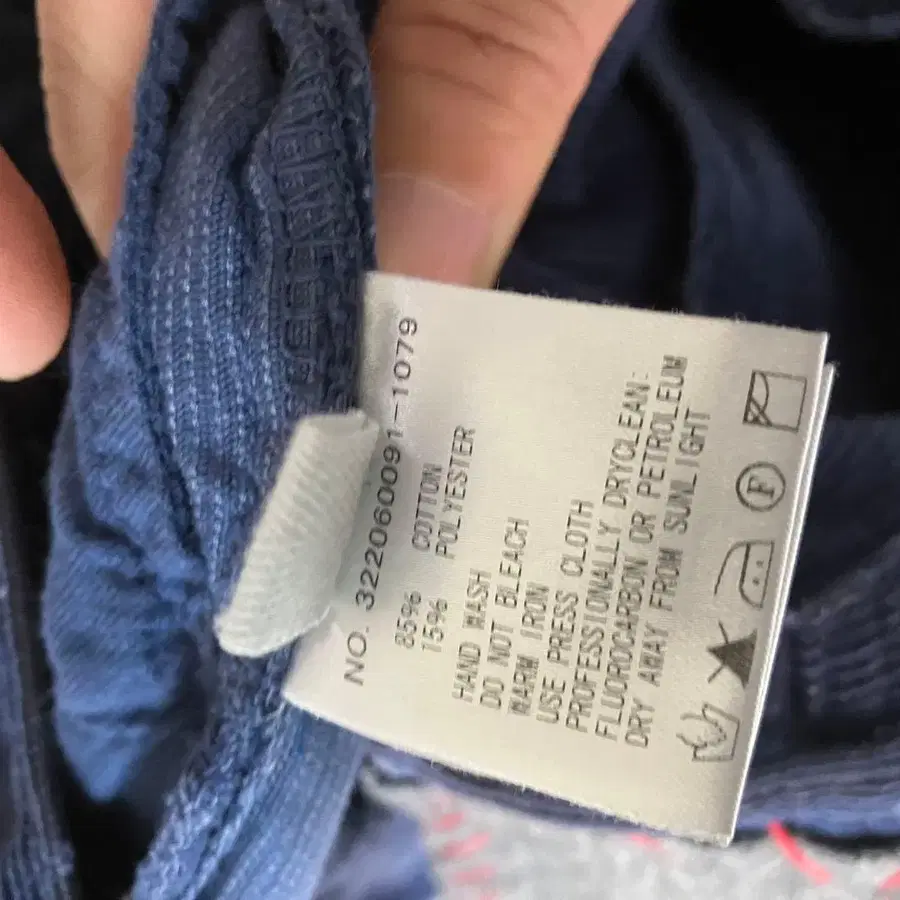 NO. 322060091-1079
85% COTTON
15% POLYESTER
HAND WASH
DO NOT BLEACH
WARM IRON
USE PRESS CLOTH
PROFESSIONALLY DRYCLEAN:
FLUOROCARBON OR PETROLEUM
DRY AWAY FROM SUNLIGHT
F